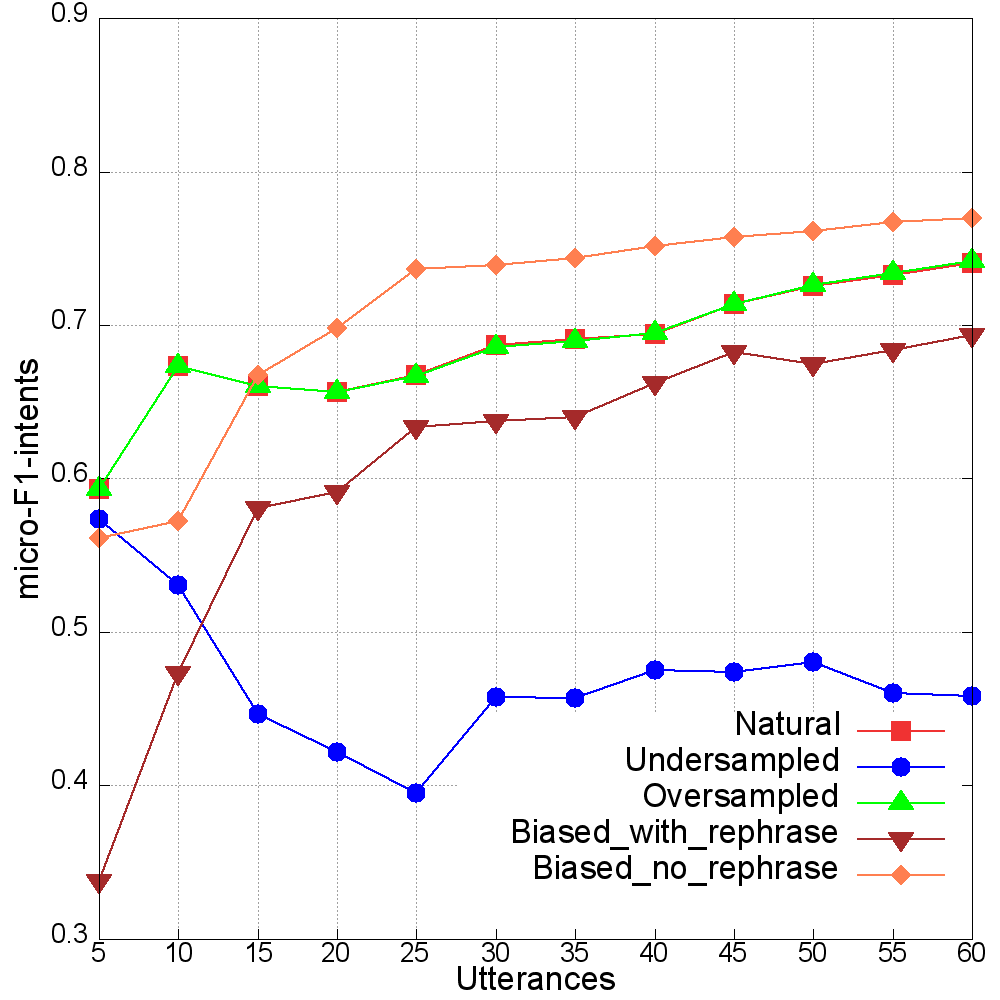 0.9
0.8
0.7
0.6
0.5
0.4
0.3
micro-F1-intents
Natural
Undersampled
Oversampled
Biased_with_rephrase
Biased_no_rephrase
5 10 15 20 25 30 35 40 45 50 55 60
Utterances